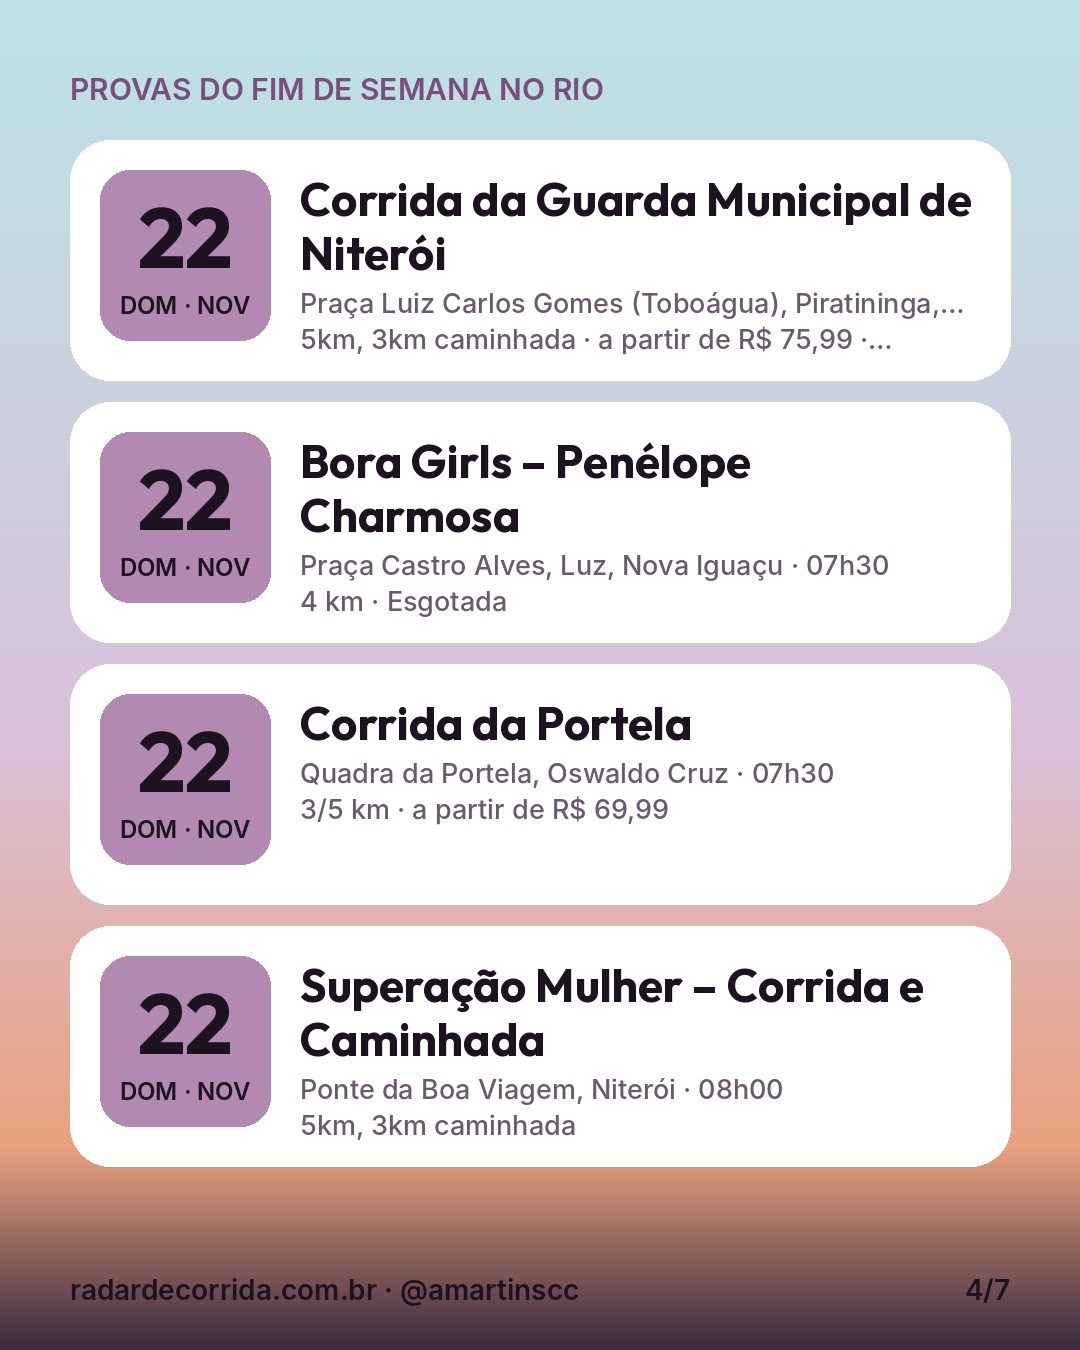 PROVAS DO FIM DE SEMANA NO RIO
22
DOM · NOV
Corrida da Guarda Municipal de
Niterói
Praça Luiz Carlos Gomes (Toboágua), Piratininga,...
5km, 3km caminhada · a partir de R$ 75,99 ·...
22
DOM · NOV
Bora Girls – Penélope
Charmosa
Praça Castro Alves, Luz, Nova Iguaçu · 07h30
4 km · Esgotada
22
DOM · NOV
Corrida da Portela
Quadra da Portela, Oswaldo Cruz · 07h30
3/5 km · a partir de R$ 69,99
22
DOM · NOV
Superação Mulher – Corrida e
Caminhada
Ponte da Boa Viagem, Niterói · 08h00
5km, 3km caminhada
radardecorrida.com.br · @amartinscc
4/7